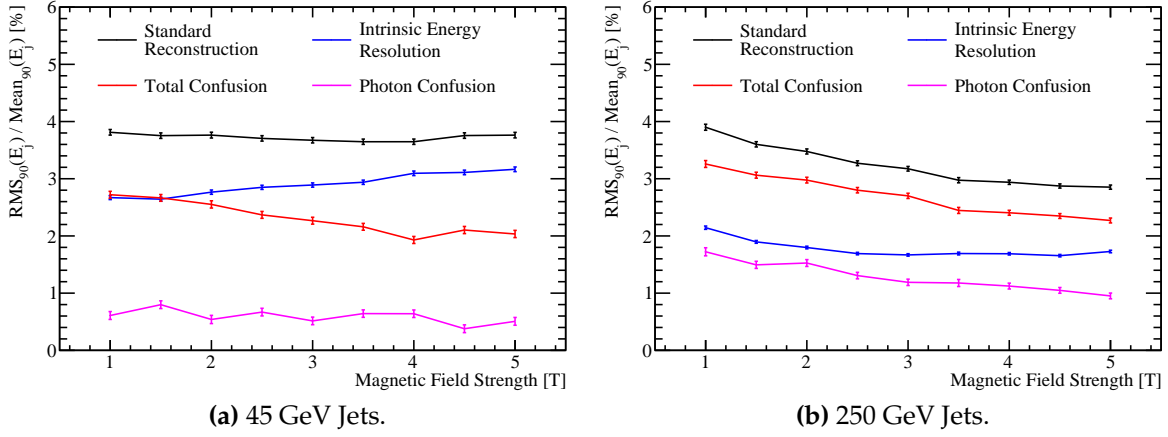 RMS90(Ej) / Mean90(Ej) [%]
6
5
4
3
2
1
0
Standard Reconstruction
Intrinsic Energy Resolution
Total Confusion
Photon Confusion
1 2 3 4 5
Magnetic Field Strength [T]
(a) 45 GeV Jets.
RMS90(Ej) / Mean90(Ej) [%]
6
5
4
3
2
1
0
Standard Reconstruction
Intrinsic Energy Resolution
Total Confusion
Photon Confusion
1 2 3 4 5
Magnetic Field Strength [T]
(b) 250 GeV Jets.